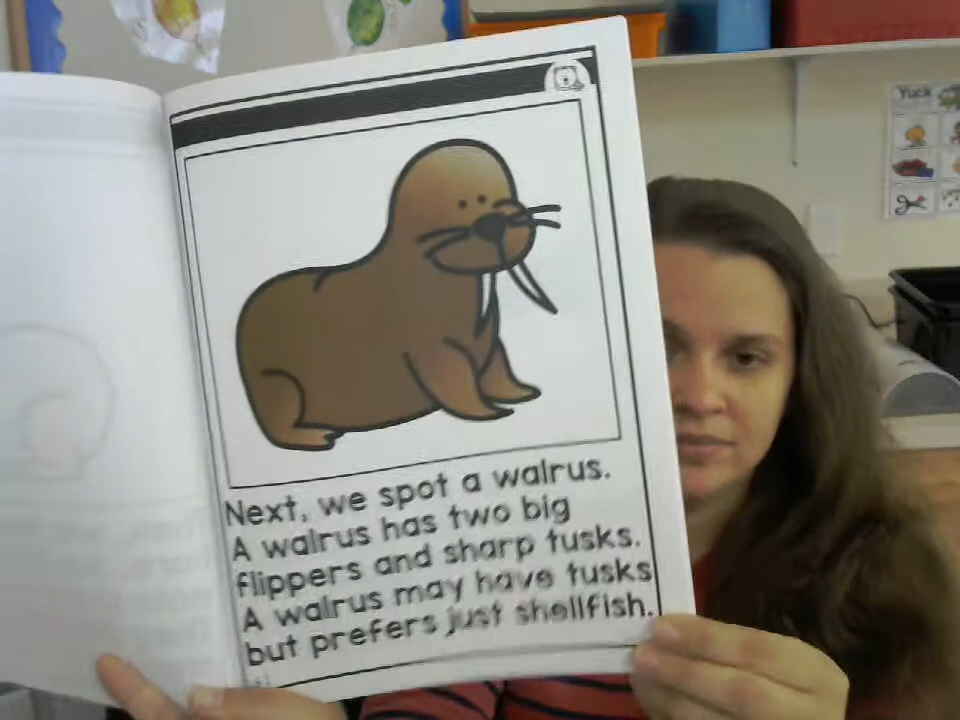 Yuck
Next, we spot a walrus.
A walrus has two big
flippers and sharp tusks.
A walrus may have tusks
but prefers just shellfish.